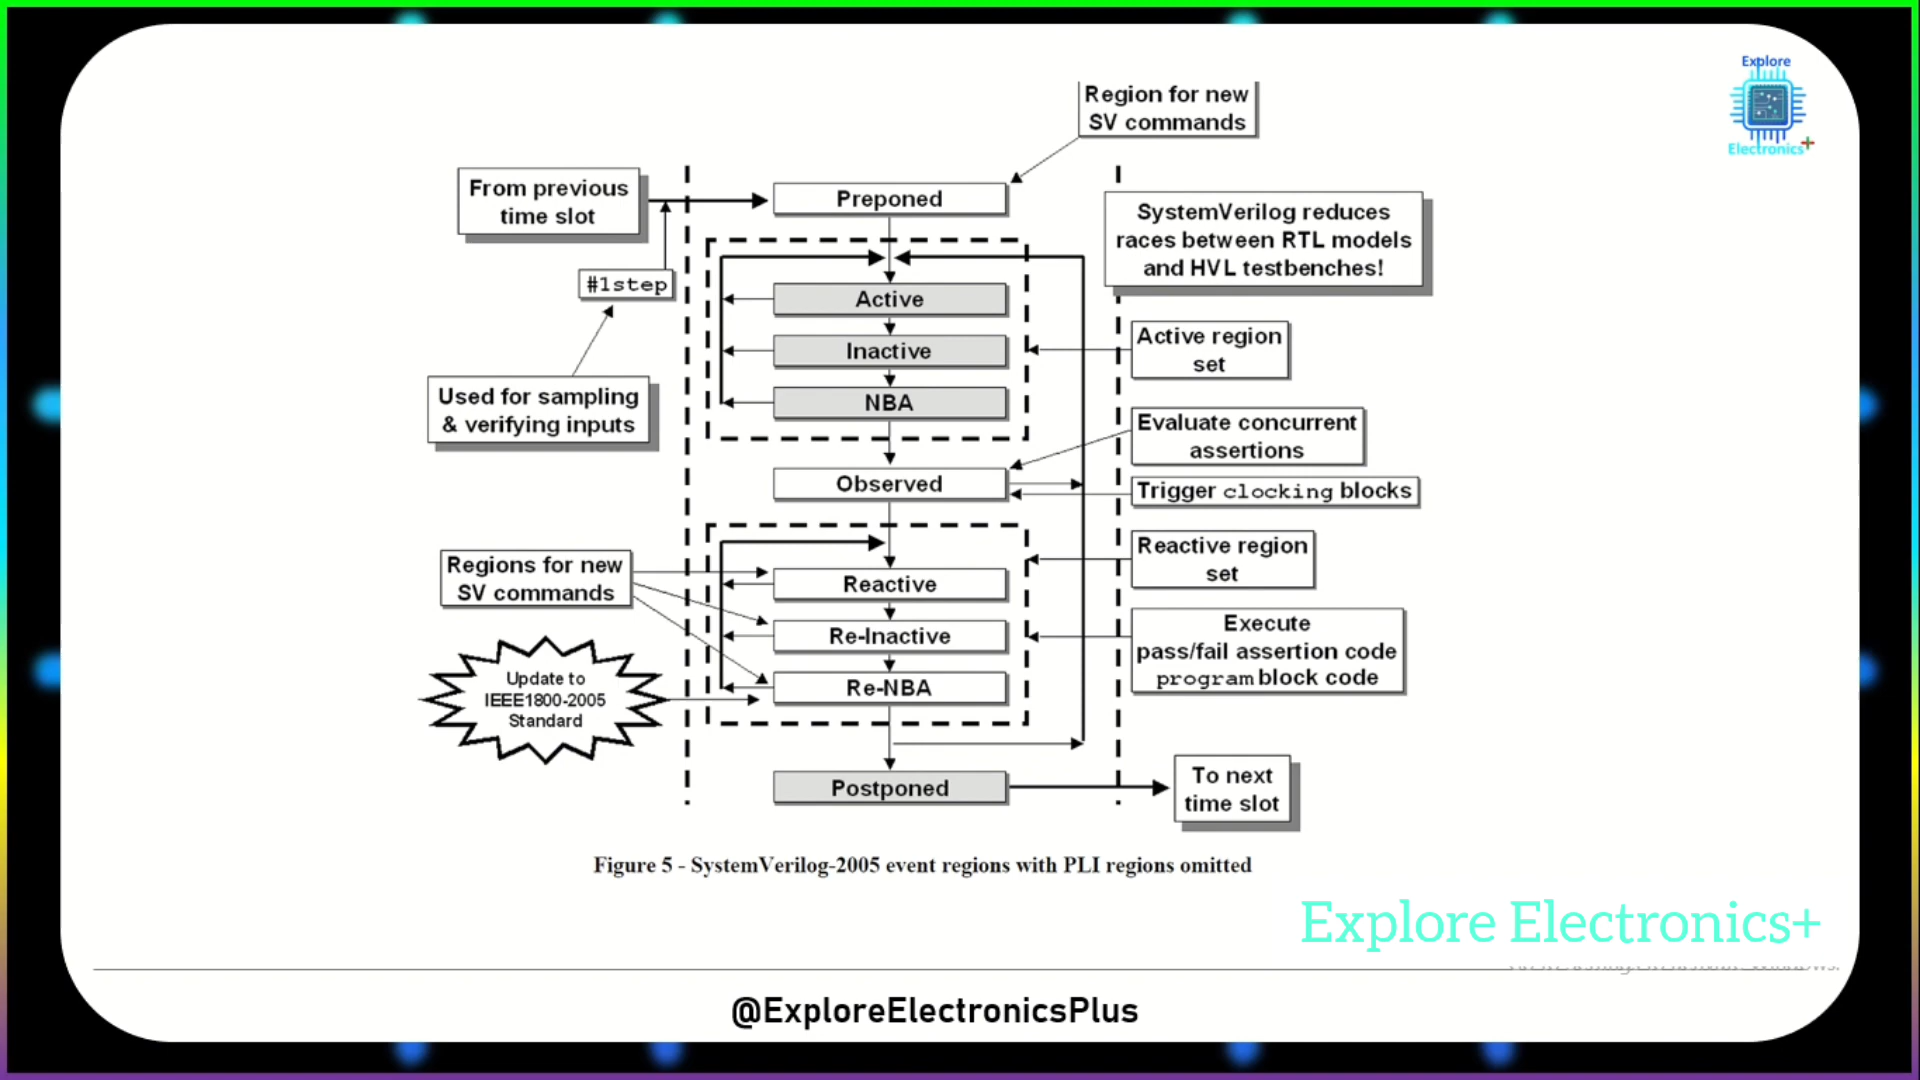 Explore
Electronics+
Region for new
SV commands
From previous
time slot
Preponed
SystemVerilog reduces
races between RTL models
and HVL testbenches!
#1step
Active
Inactive
NBA
Active region
set
Used for sampling
& verifying inputs
Evaluate concurrent
assertions
Observed
Trigger clocking blocks
Reactive region
set
Regions for new
SV commands
Reactive
Re-Inactive
Re-NBA
Execute
pass/fail assertion code
program block code
Update to
IEEE1800-2005
Standard
Postponed
To next
time slot
Figure 5 - SystemVerilog-2005 event regions with PLI regions omitted
Explore Electronics+
@ExploreElectronicsPlus